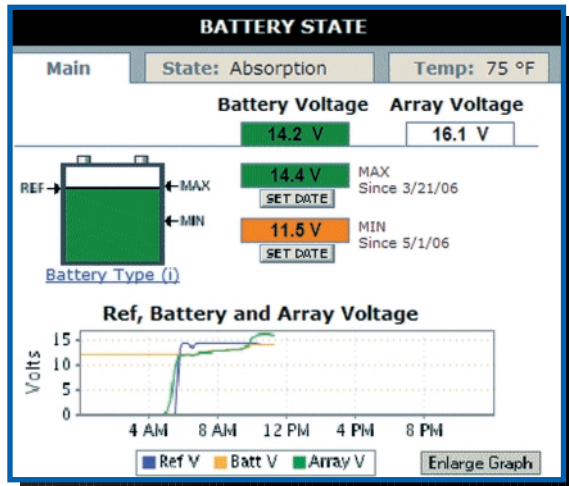 BATTERY STATE
Main State: Absorption Temp: 75 °F
Battery Voltage Array Voltage
14.2 V 16.1 V
REF MAX
MIN
14.4 V MAX
SET DATE Since 3/21/06
11.5 V MIN
SET DATE Since 5/1/06
Battery Type (i)
Ref, Battery and Array Voltage
Volts
15
10
5
0
4 AM 8 AM 12 PM 4 PM 8 PM
Ref V Batt V Array V
Enlarge Graph